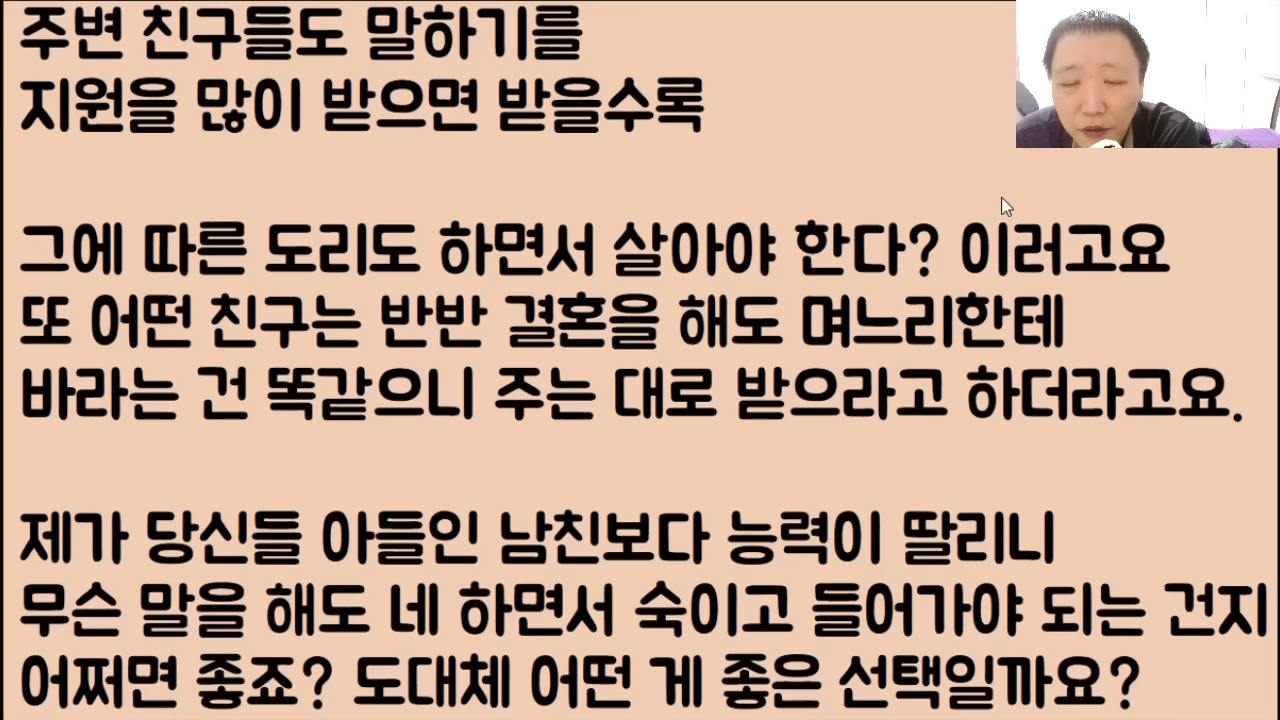 주변 친구들도 말하기를
지원을 많이 받으면 받을수록
그에 따른 도리도 하면서 살아야 한다? 이러고요
또 어떤 친구는 반반 결혼을 해도 며느리한테
바라는 건 똑같으니 주는 대로 받으라고 하더라고요.
제가 당신들 아들인 남친보다 능력이 딸리니
무슨 말을 해도 네 하면서 숙이고 들어가야 되는 건지
어쩌면 좋죠? 도대체 어떤 게 좋은 선택일까요?